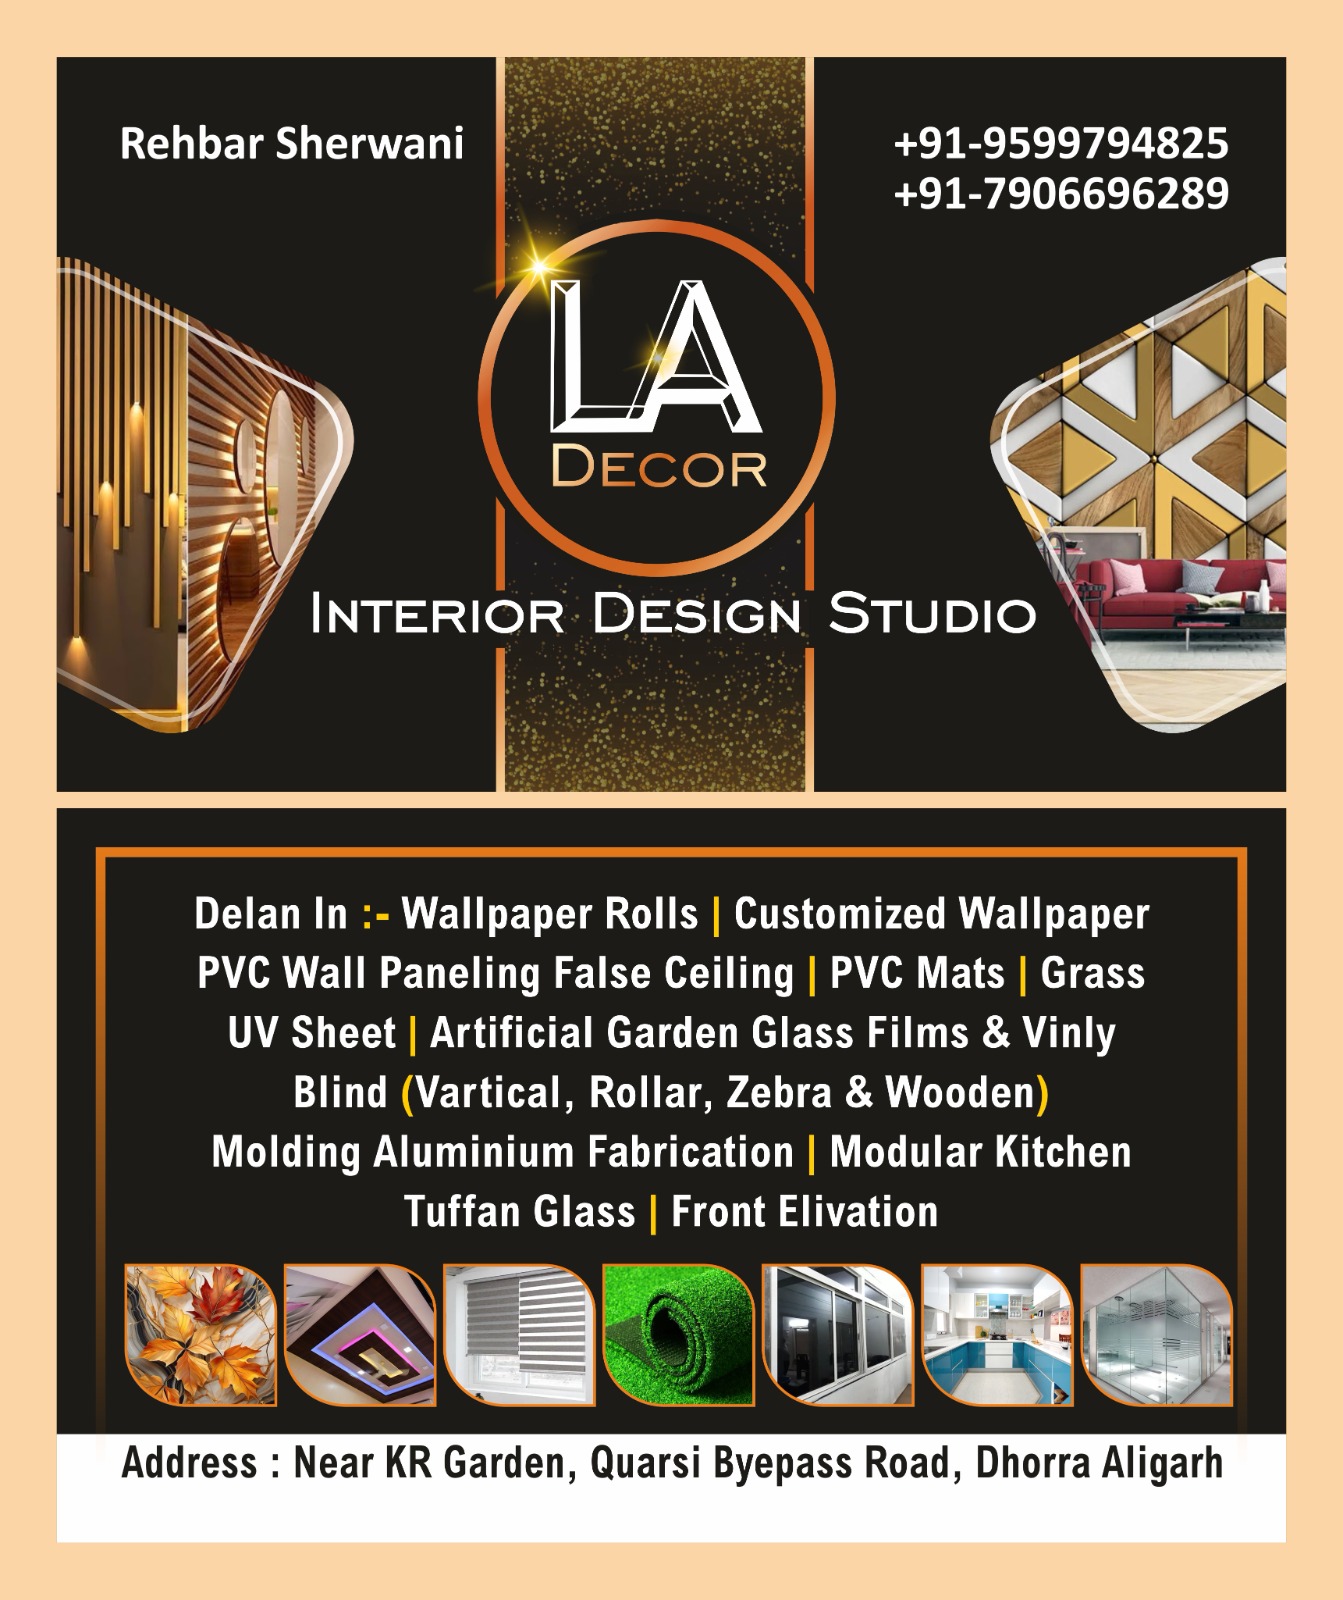 Rehbar Sherwani
+91-9599794825
+91-7906696289
LA
DECOR
INTERIOR DESIGN STUDIO
Delan In :- Wallpaper Rolls | Customized Wallpaper
PVC Wall Paneling False Ceiling | PVC Mats | Grass
UV Sheet | Artificial Garden Glass Films & Vinly
Blind (Vartical, Rollar, Zebra & Wooden)
Molding Aluminium Fabrication | Modular Kitchen
Tuffan Glass | Front Elivation
Address : Near KR Garden, Quarsi Byepass Road, Dhorra Aligarh